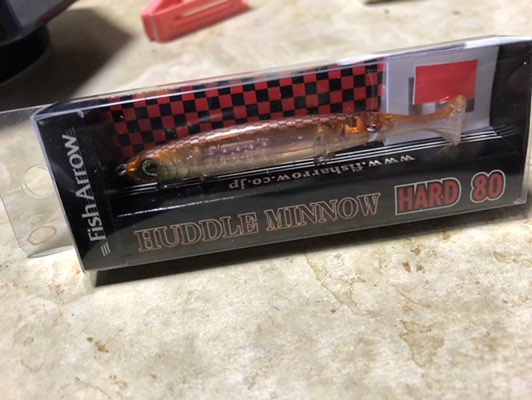 Fish Arrow
www.fisharrow.co.jp
HUDDLE MINNOW HARD 80